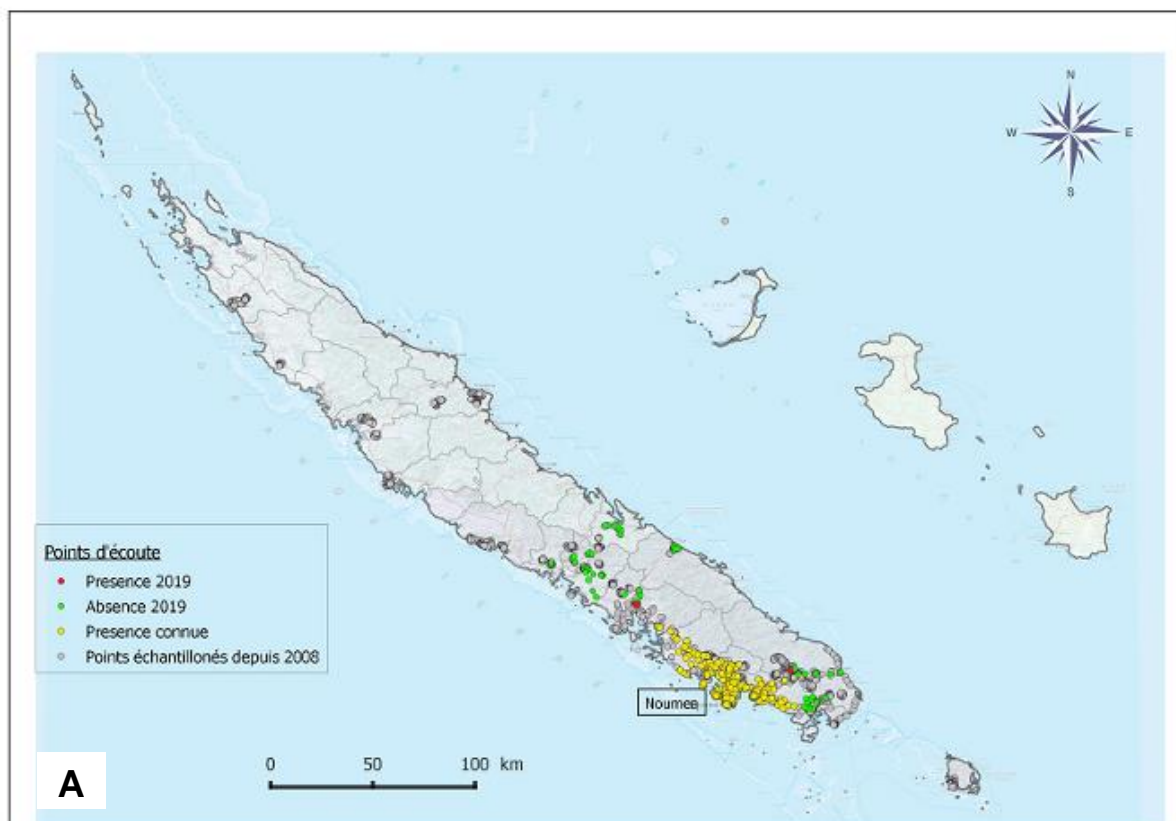 N
W E
S
Points d'écoute
Presence 2019
Absence 2019
Presence connue
Points échantillonés depuis 2008
Noumea
0 50 100 km
A